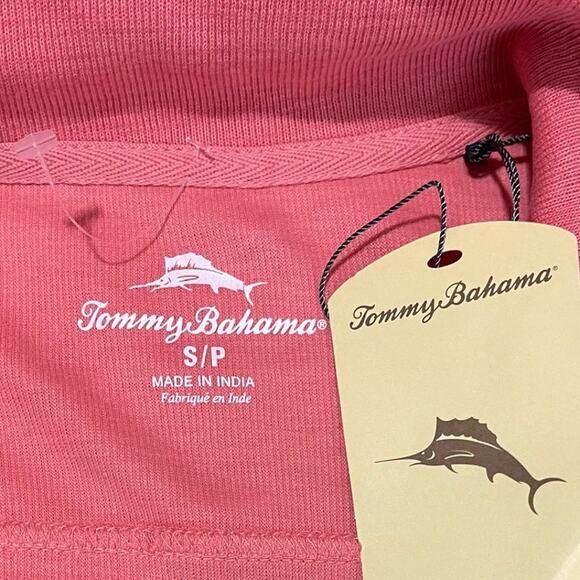 Tommy Bahama®
S/P
MADE IN INDIA
Fabriqué en Inde
Tommy Bahama®